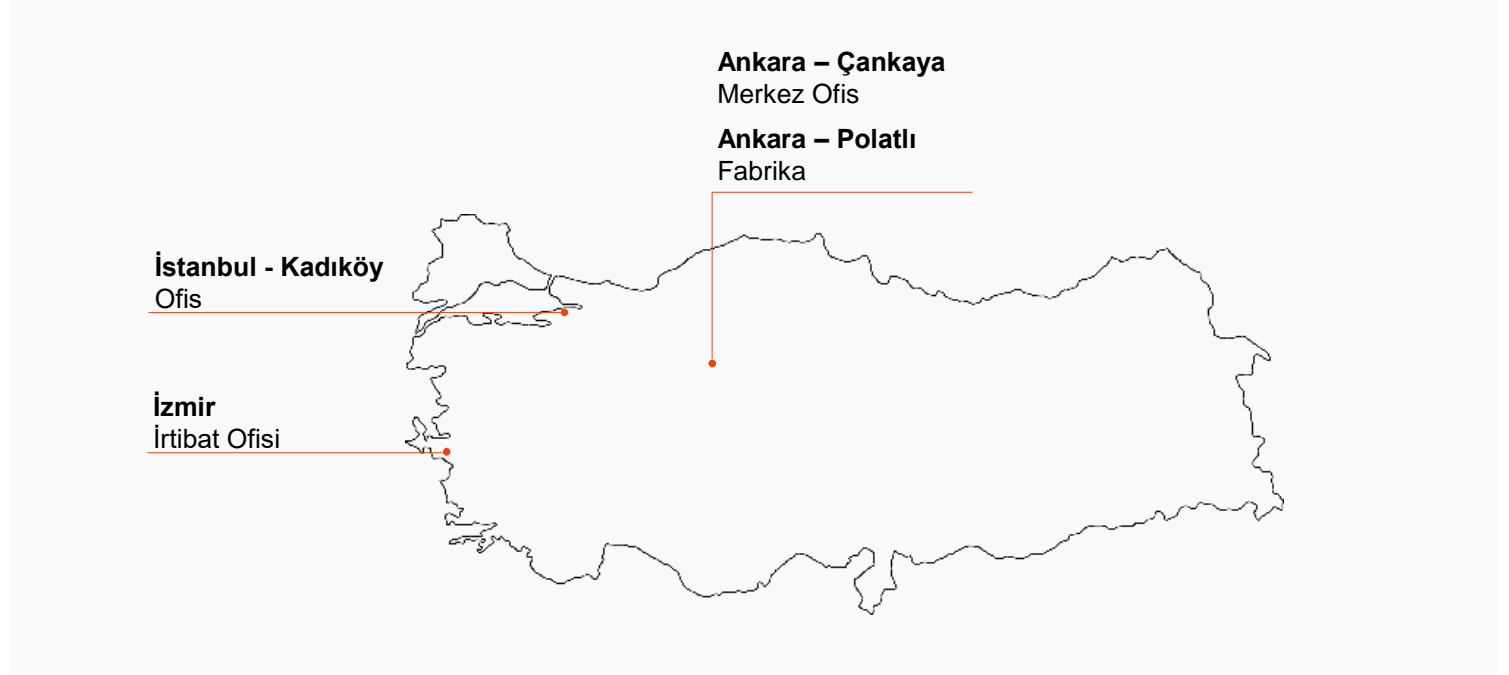 Ankara – Çankaya
Merkez Ofis
Ankara – Polatlı
Fabrika
İstanbul - Kadıköy
Ofis
İzmir
İrtibat Ofisi